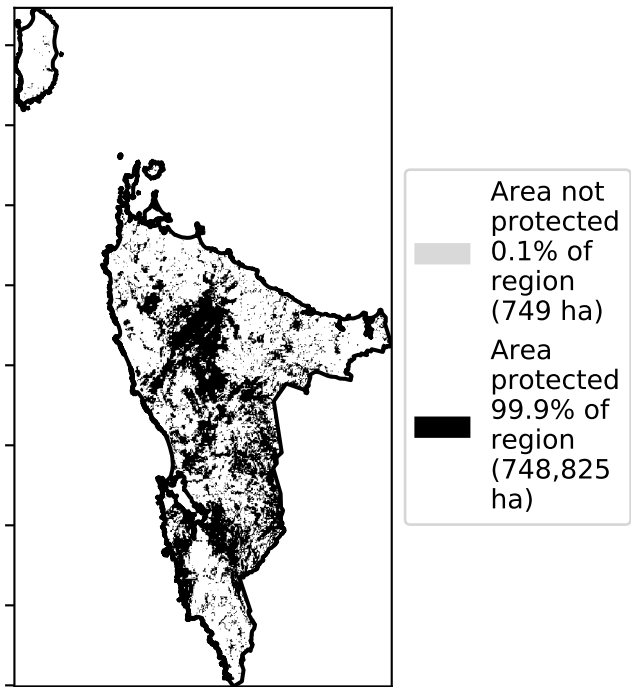 Area not
protected
0.1% of
region
(749 ha)
Area
protected
99.9% of
region
(748,825
ha)